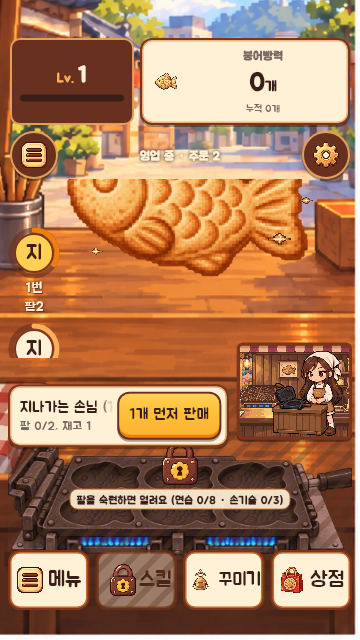 Lv. 1
붕어빵력
0개
누적 0개
영업 중 · 주문 2
지
1번
팥2
지
지나가는 손님 (1
팥 0/2, 재고 1
1개 먼저 판매
팥을 숙련하면 열려요 (연습 0/8 · 손기술 0/3)
메뉴
스킬
꾸미기
상점